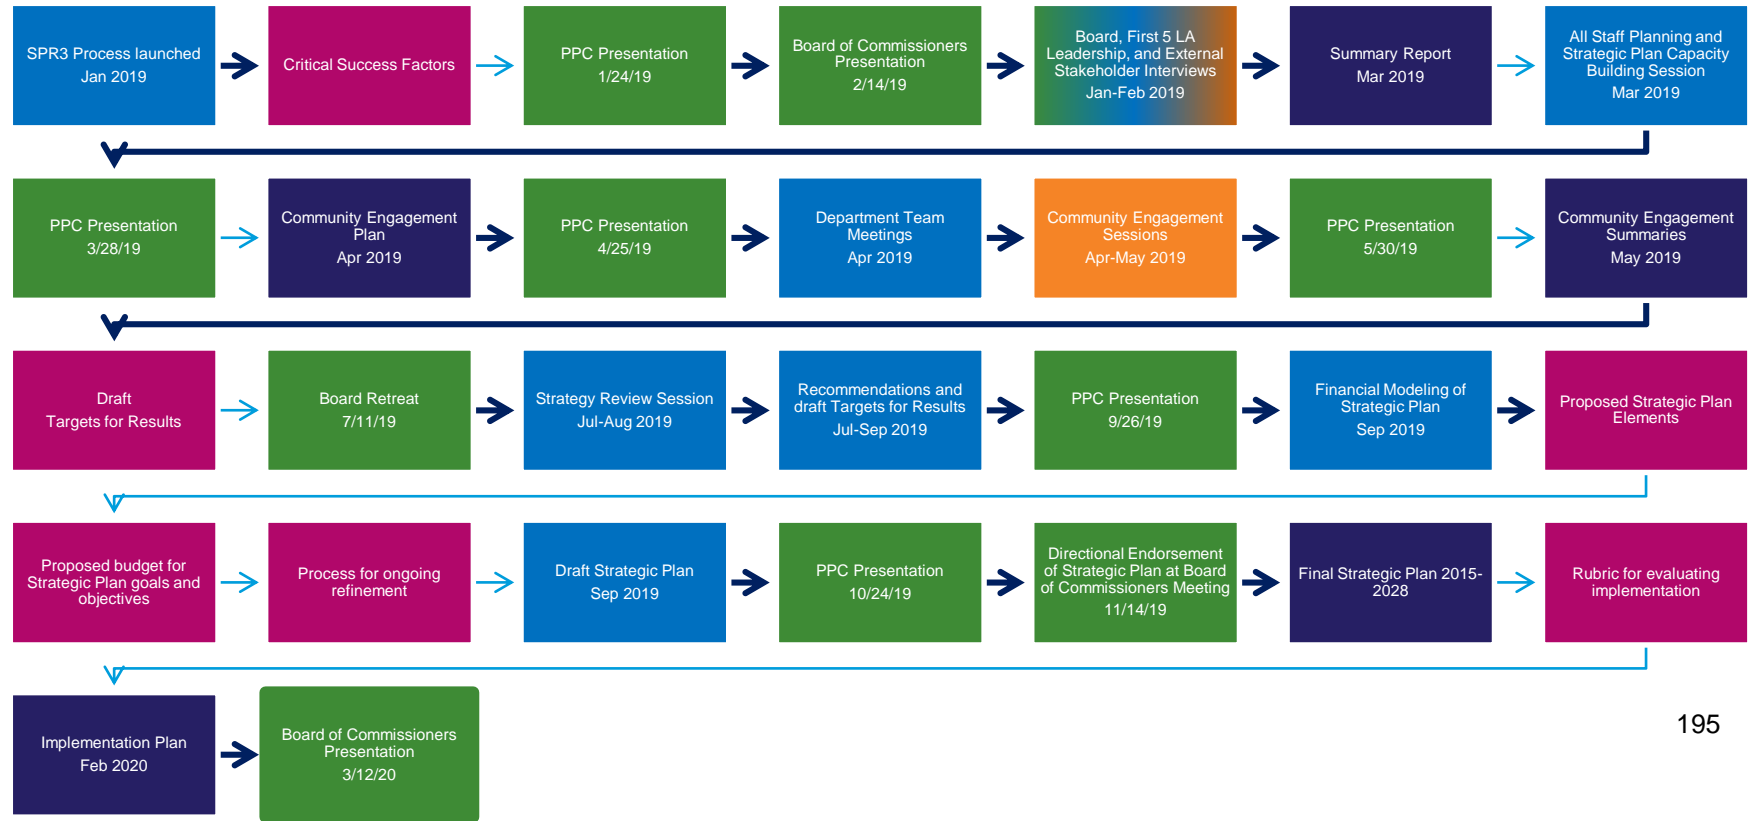 SPR3 Process launched
Jan 2019
Critical Success Factors
PPC Presentation
1/24/19
Board of Commissioners
Presentation
2/14/19
Board, First 5 LA
Leadership, and External
Stakeholder Interviews
Jan-Feb 2019
Summary Report
Mar 2019
All Staff Planning and
Strategic Plan Capacity
Building Session
Mar 2019
PPC Presentation
3/28/19
Community Engagement
Plan
Apr 2019
PPC Presentation
4/25/19
Department Team
Meetings
Apr 2019
Community Engagement
Sessions
Apr-May 2019
PPC Presentation
5/30/19
Community Engagement
Summaries
May 2019
Draft
Targets for Results
Board Retreat
7/11/19
Strategy Review Session
Jul-Aug 2019
Recommendations and
draft Targets for Results
Jul-Sep 2019
PPC Presentation
9/26/19
Financial Modeling of
Strategic Plan
Sep 2019
Proposed Strategic Plan
Elements
Proposed budget for
Strategic Plan goals and
objectives
Process for ongoing
refinement
Draft Strategic Plan
Sep 2019
PPC Presentation
10/24/19
Directional Endorsement
of Strategic Plan at Board
of Commissioners Meeting
11/14/19
Final Strategic Plan 2015-
2028
Rubric for evaluating
implementation
Implementation Plan
Feb 2020
Board of Commissioners
Presentation
3/12/20
195